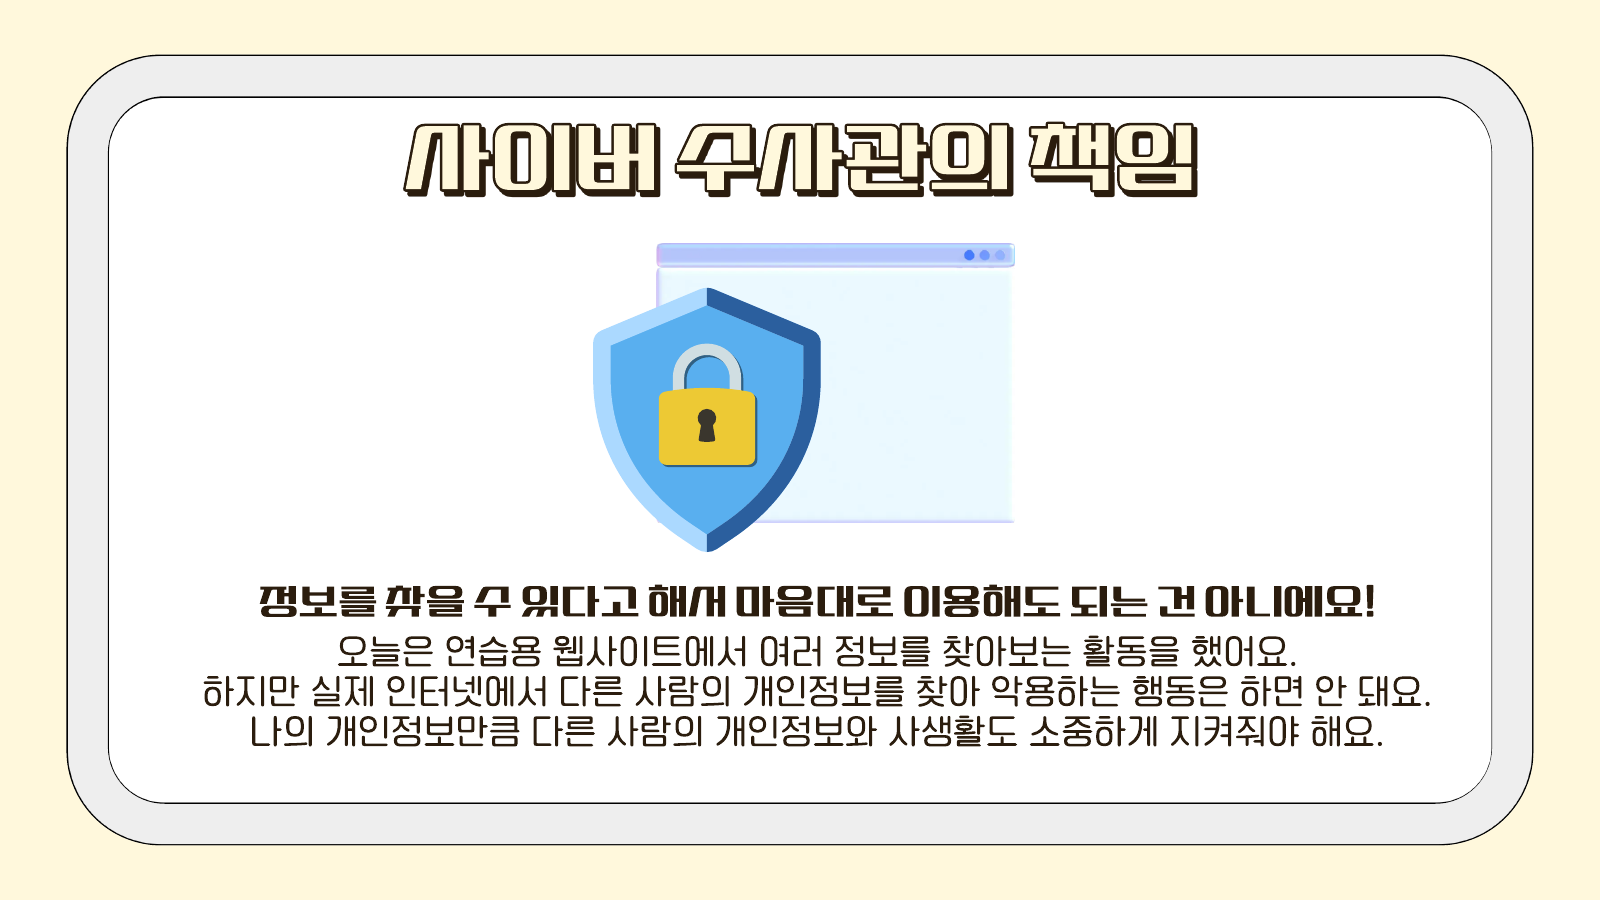 사이버 수사관의 책임
정보를 찾을 수 있다고 해서 마음대로 이용해도 되는 건 아니에요!
오늘은 연습용 웹사이트에서 여러 정보를 찾아보는 활동을 했어요.
하지만 실제 인터넷에서 다른 사람의 개인정보를 찾아 악용하는 행동은 하면 안 돼요.
나의 개인정보만큼 다른 사람의 개인정보와 사생활도 소중하게 지켜줘야 해요.